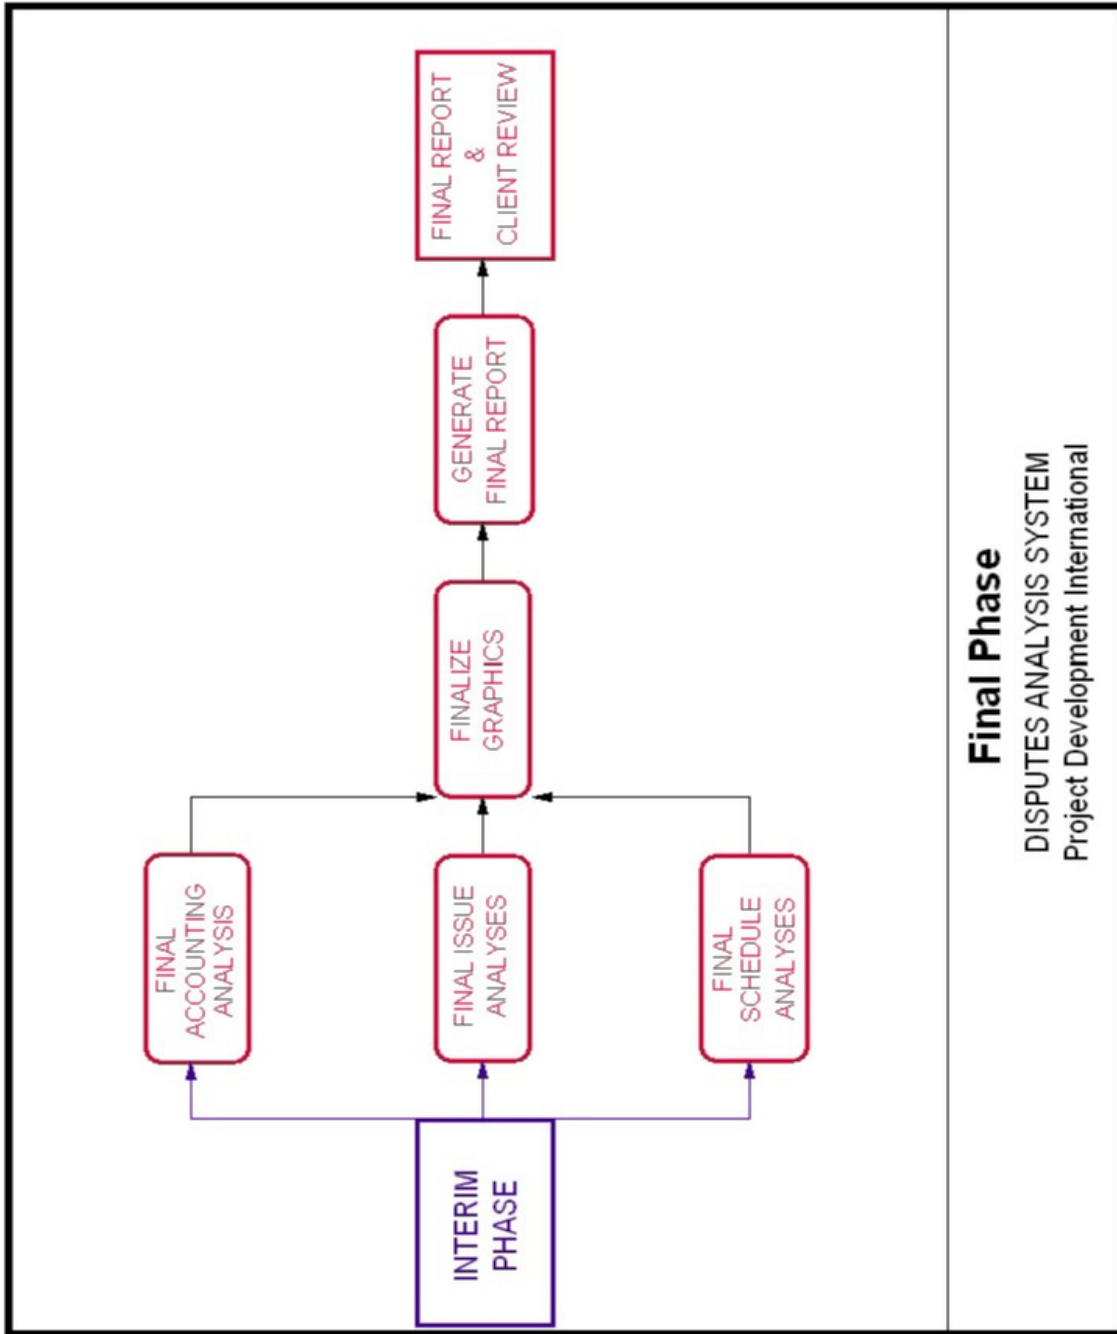 INTERIM
PHASE
FINAL
ACCOUNTING
ANALYSIS
FINAL ISSUE
ANALYSES
FINAL
SCHEDULE
ANALYSES
FINALIZE
GRAPHICS
GENERATE
FINAL REPORT
FINAL REPORT
&
CLIENT REVIEW
Final Phase
DISPUTES ANALYSIS SYSTEM
Project Development International